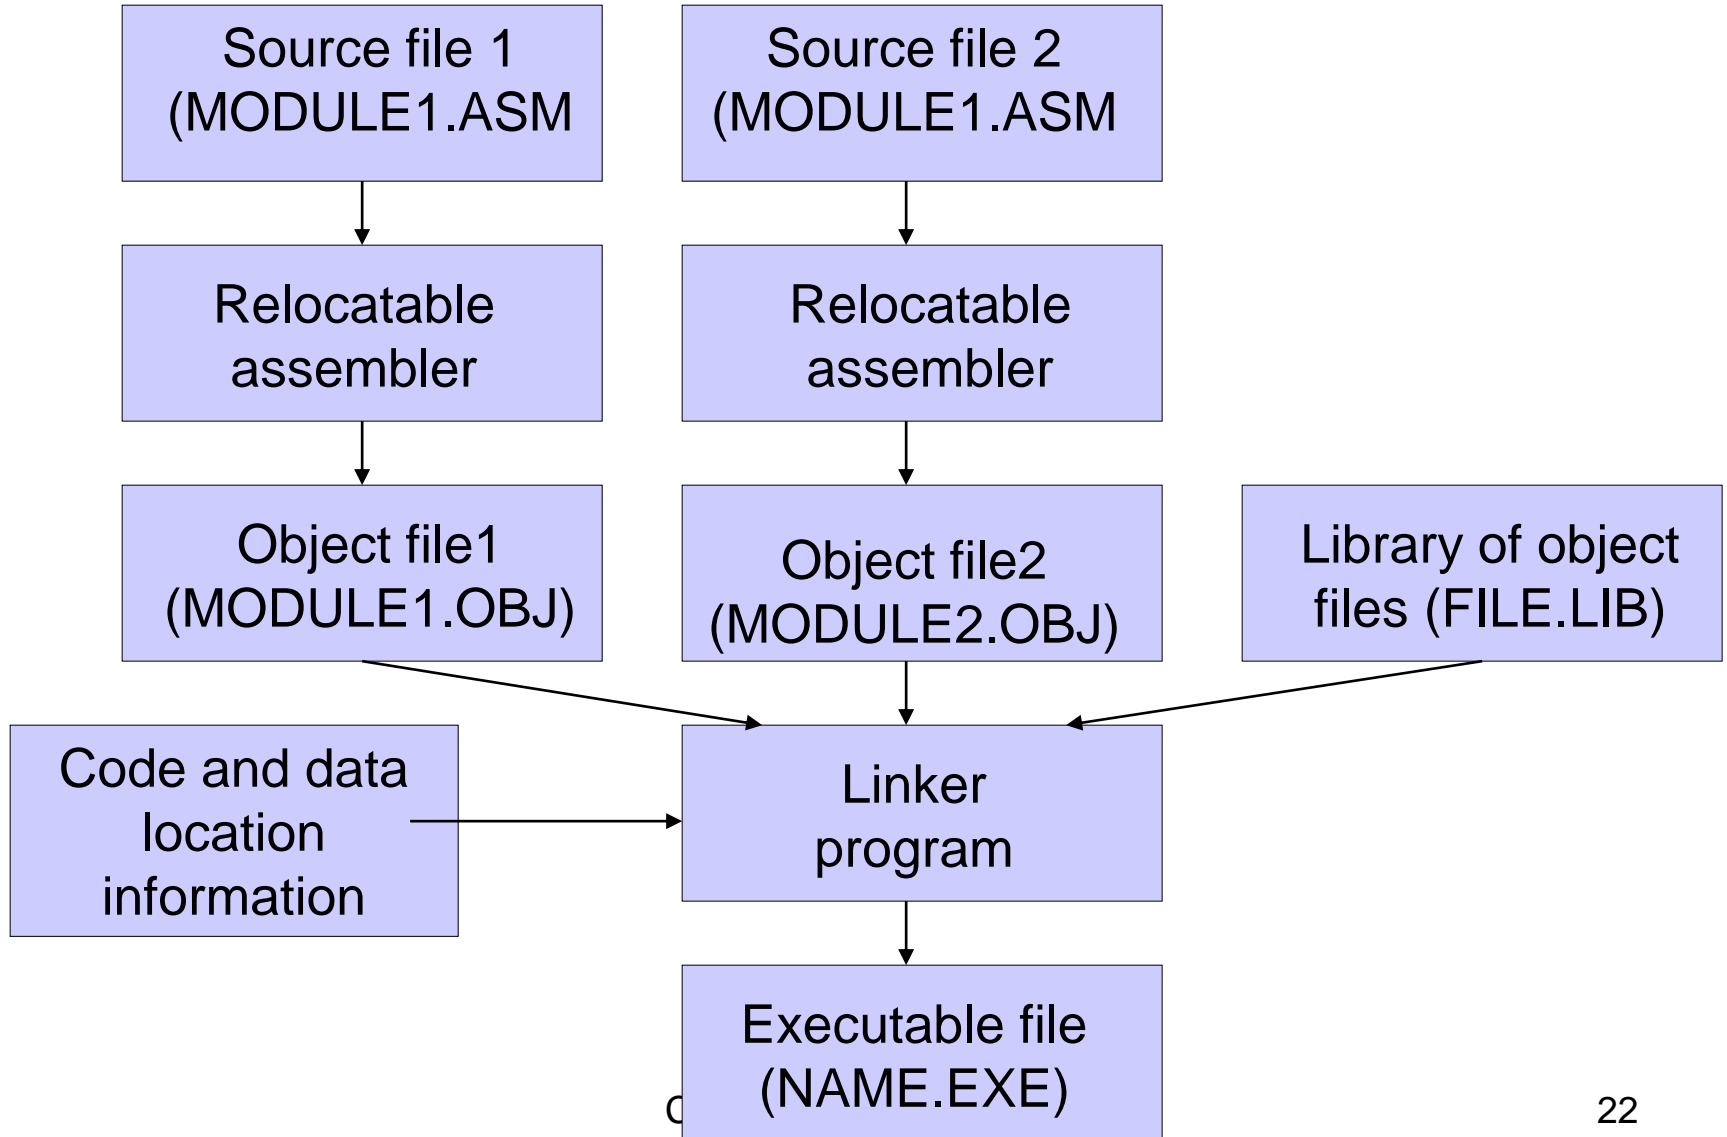 Source file 1
(MODULE1.ASM
Source file 2
(MODULE1.ASM
Relocatable
assembler
Relocatable
assembler
Object file1
(MODULE1.OBJ)
Object file2
(MODULE2.OBJ)
Library of object
files (FILE.LIB)
Code and data
location
information
Linker
program
Executable file
(NAME.EXE)
22